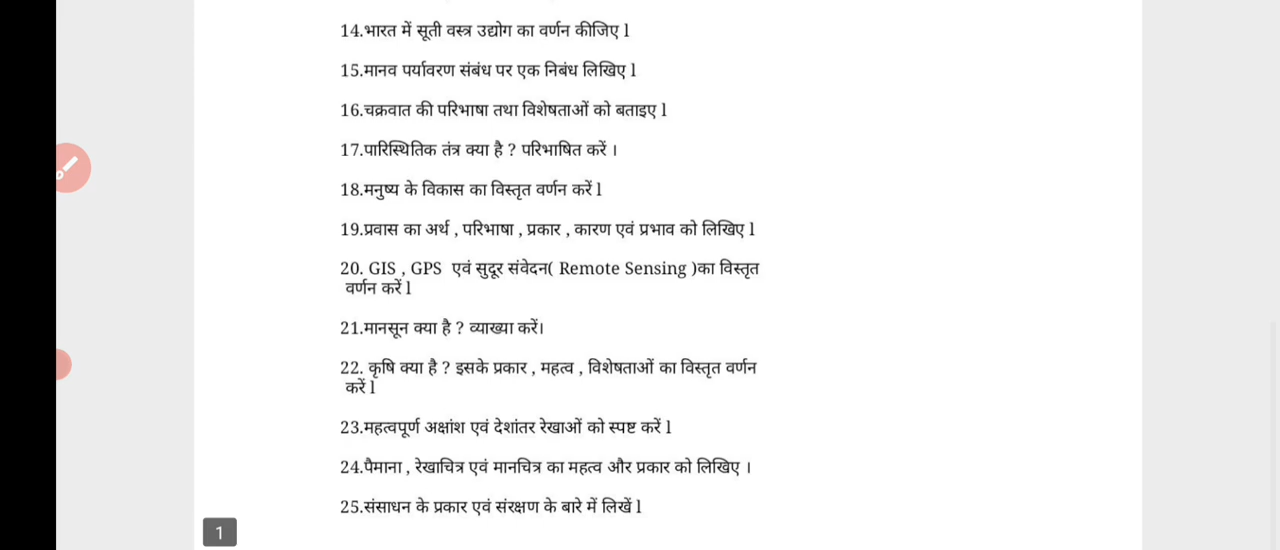 14.भारत में सूती वस्त्र उद्योग का वर्णन कीजिए l
15.मानव पर्यावरण संबंध पर एक निबंध लिखिए l
16.चक्रवात की परिभाषा तथा विशेषताओं को बताइए l
17.पारिस्थितिक तंत्र क्या है ? परिभाषित करें ।
18.मनुष्य के विकास का विस्तृत वर्णन करें l
19.प्रवास का अर्थ , परिभाषा , प्रकार , कारण एवं प्रभाव को लिखिए l
20. GIS , GPS एवं सुदूर संवेदन( Remote Sensing )का विस्तृत
वर्णन करें l
21.मानसून क्या है ? व्याख्या करें।
22. कृषि क्या है ? इसके प्रकार , महत्व , विशेषताओं का विस्तृत वर्णन
करें l
23.महत्वपूर्ण अक्षांश एवं देशांतर रेखाओं को स्पष्ट करें l
24.पैमाना , रेखाचित्र एवं मानचित्र का महत्व और प्रकार को लिखिए ।
25.संसाधन के प्रकार एवं संरक्षण के बारे में लिखें l
1